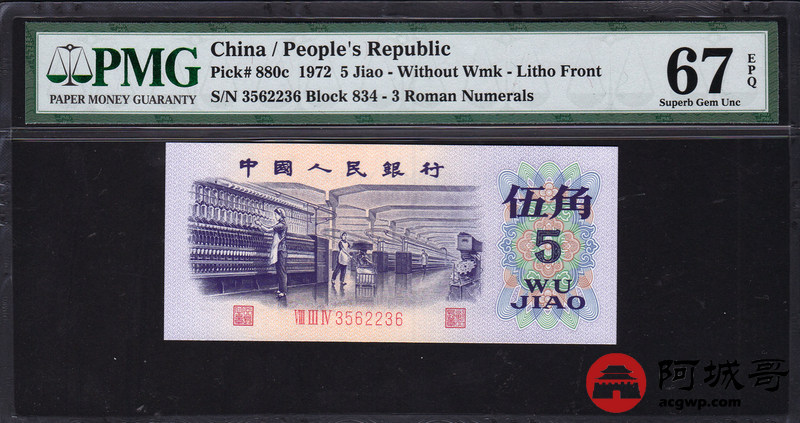 PMG
PAPER MONEY GUARANTY
China / People's Republic
Pick# 880c 1972 5 Jiao - Without Wmk - Litho Front
S/N 3562236 Block 834 - 3 Roman Numerals
67
EPQ
Superb Gem Unc
中國人民銀行
伍角
5
WU
JIAO
VIII III IV 3562236
阿城哥
acgwp.com